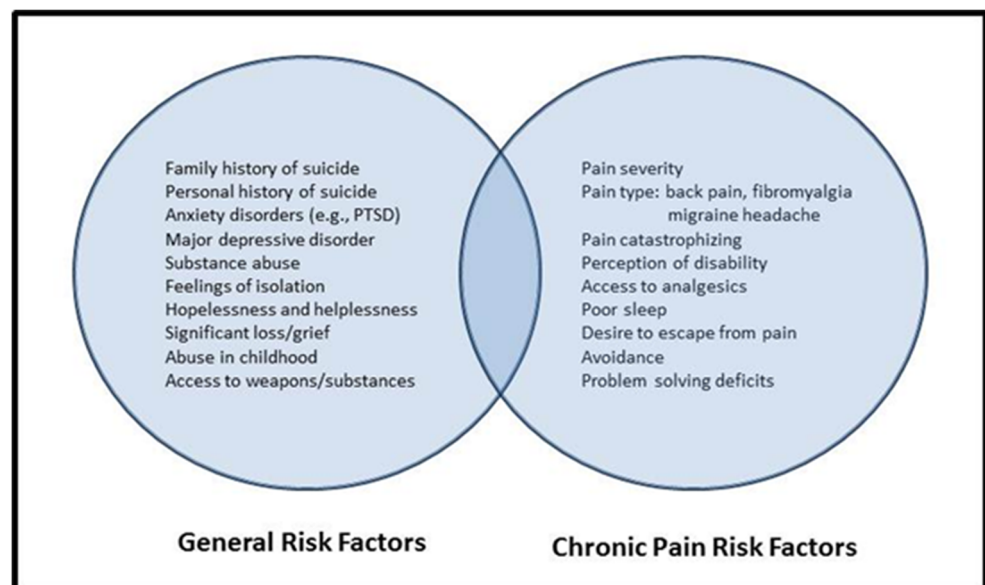 Family history of suicide
Personal history of suicide
Anxiety disorders (e.g., PTSD)
Major depressive disorder
Substance abuse
Feelings of isolation
Hopelessness and helplessness
Significant loss/grief
Abuse in childhood
Access to weapons/substances
Pain severity
Pain type: back pain, fibromyalgia
migraine headache
Pain catastrophizing
Perception of disability
Access to analgesics
Poor sleep
Desire to escape from pain
Avoidance
Problem solving deficits
General Risk Factors
Chronic Pain Risk Factors